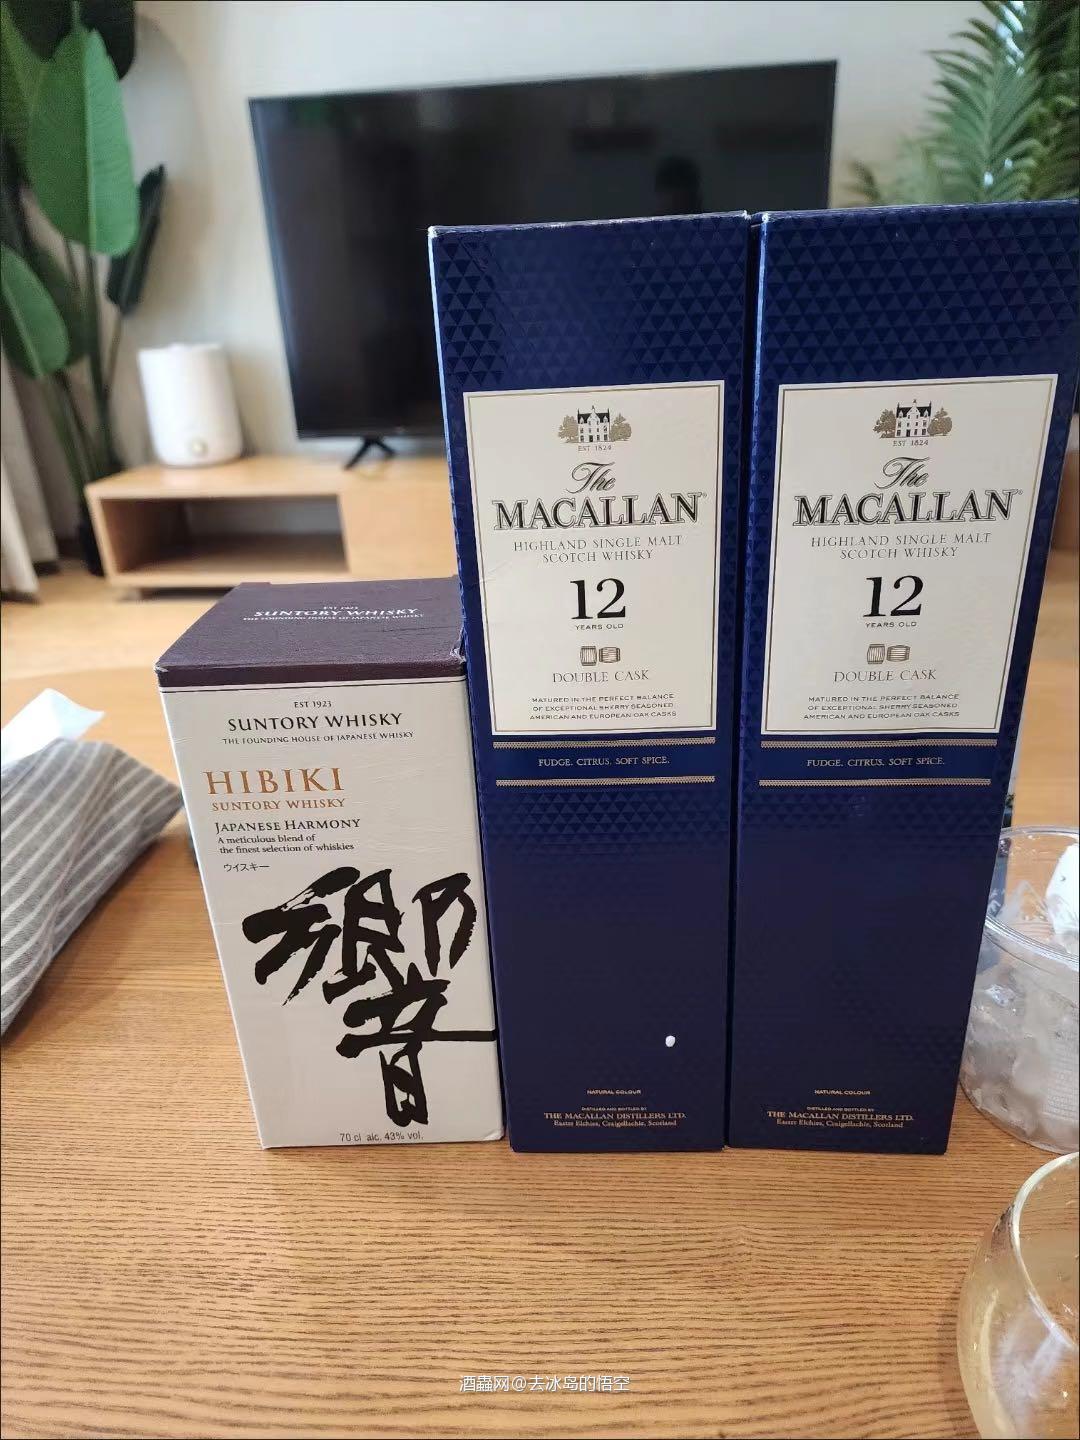 EST 1923
SUNTORY WHISKY
THE FOUNDING HOUSE OF JAPANESE WHISKY
EST 1923
SUNTORY WHISKY
THE FOUNDING HOUSE OF JAPANESE WHISKY
HIBIKI
SUNTORY WHISKY
JAPANESE HARMONY
A meticulous blend of
the finest selection of whiskies
ウイスキー
響
70 cl alc. 43% vol.
EST 1824
The
MACALLAN®
HIGHLAND SINGLE MALT
SCOTCH WHISKY
12
YEARS OLD
DOUBLE CASK
MATURED IN THE PERFECT BALANCE
OF EXCEPTIONAL SHERRY SEASONED
AMERICAN AND EUROPEAN OAK CASKS
FUDGE. CITRUS. SOFT SPICE.
NATURAL COLOUR
DISTILLED AND BOTTLED BY
THE MACALLAN DISTILLERS LTD.
Easter Elchies, Craigellachie, Scotland
EST 1824
The
MACALLAN®
HIGHLAND SINGLE MALT
SCOTCH WHISKY
12
YEARS OLD
DOUBLE CASK
MATURED IN THE PERFECT BALANCE
OF EXCEPTIONAL SHERRY SEASONED
AMERICAN AND EUROPEAN OAK CASKS
FUDGE. CITRUS. SOFT SPICE.
NATURAL COLOUR
DISTILLED AND BOTTLED BY
THE MACALLAN DISTILLERS LTD.
Easter Elchies, Craigellachie, Scotland
酒蟲网@去冰岛的悟空